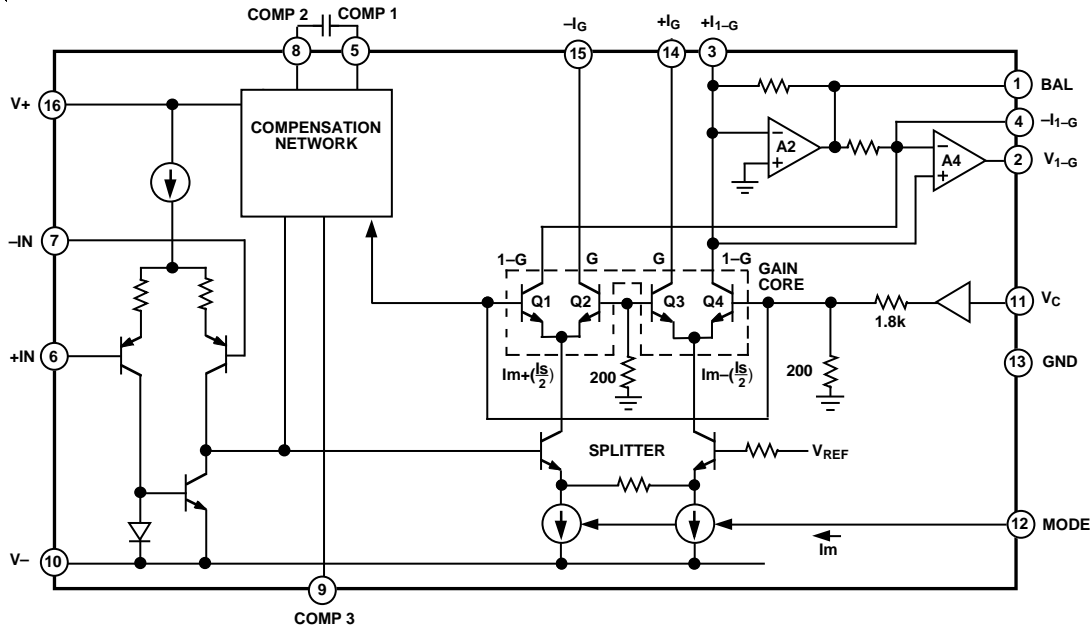 COMP 2 COMP 1
–IG +IG +I1–G
8 5 15 14 3
V+ 16
COMPENSATION
NETWORK
1 BAL
4 –I1–G
2 V1–G
– A2 +
– A4 +
–IN
7
1–G G G 1–G
GAIN
CORE
Q1 Q2 Q3 Q4
11 VC
1.8k
+IN 6
13 GND
Im+(Is/2) 200 Im–(Is/2) 200
SPLITTER
VREF
12 MODE
Im
V– 10
9
COMP 3